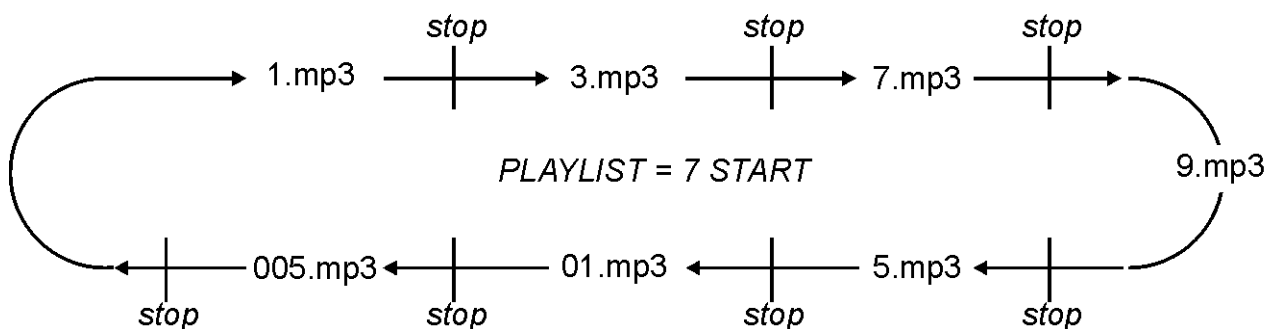 stop stop stop
1.mp3 3.mp3 7.mp3
PLAYLIST = 7 START 9.mp3
005.mp3 01.mp3 5.mp3
stop stop stop stop